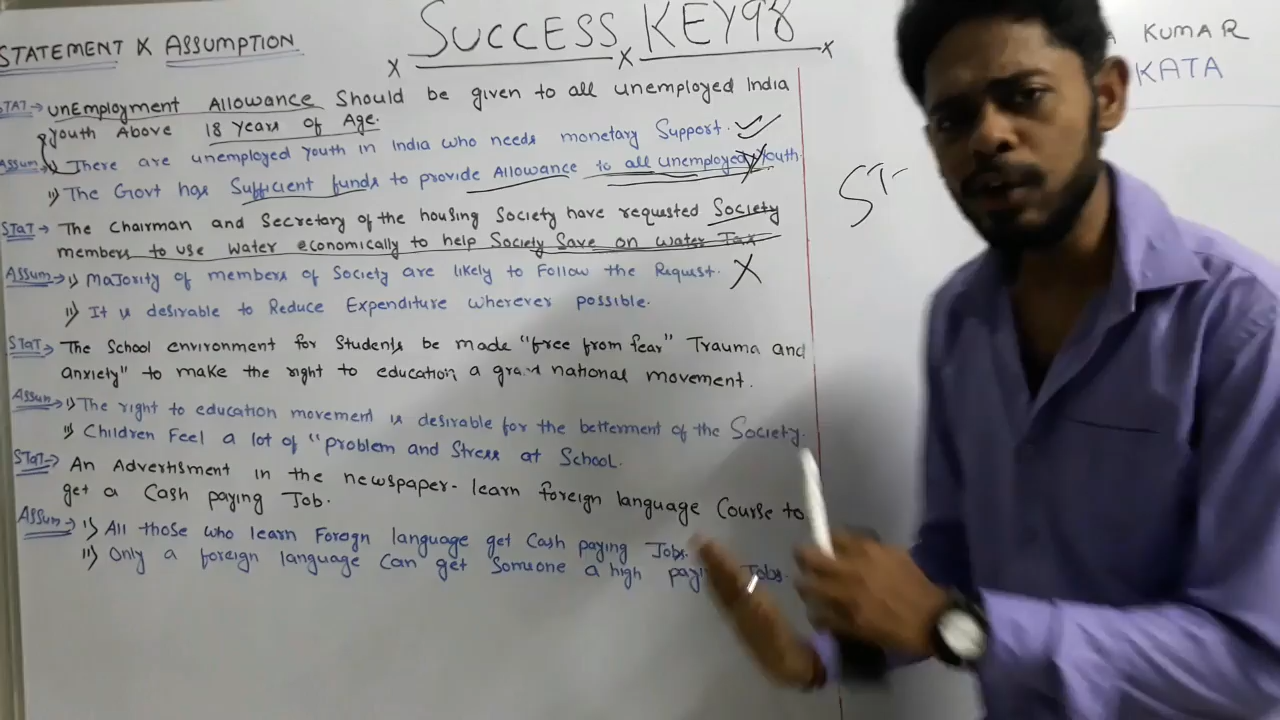 SUCCESS KEY98
STATEMENT X ASSUMPTION
KUMAR
KATA
STAT → UnEmployment Allowance Should be given to all unemployed India
youth Above 18 years of Age.
Assum → i) There are unemployed youth in India who needs monetary Support.
ii) The Govt has Sufficient funds to provide Allowance to all unemployed youth.
STaT → The Chairman and Secretary of the housing Society have requested Society
members to use water economically to help Society Save on water Tax
Assum → i) Majority of members of Society are likely to Follow the Request.
ii) It is desirable to Reduce Expenditure wherever possible.
STaT → The School environment for Students be made "free from fear" Trauma and
anxiety" to make the right to education a grand national movement.
Assum → i) The right to education movement is desirable for the betterment of the Society.
ii) Children Feel a lot of "problem and Stress at School.
STaT → An Advertisment in the newspaper- learn foreign language Course to
get a Cash paying Job.
Assum → i) All those who learn Foreign language get Cash paying Jobs.
ii) Only a foreign language Can get Someone a high Jobs.